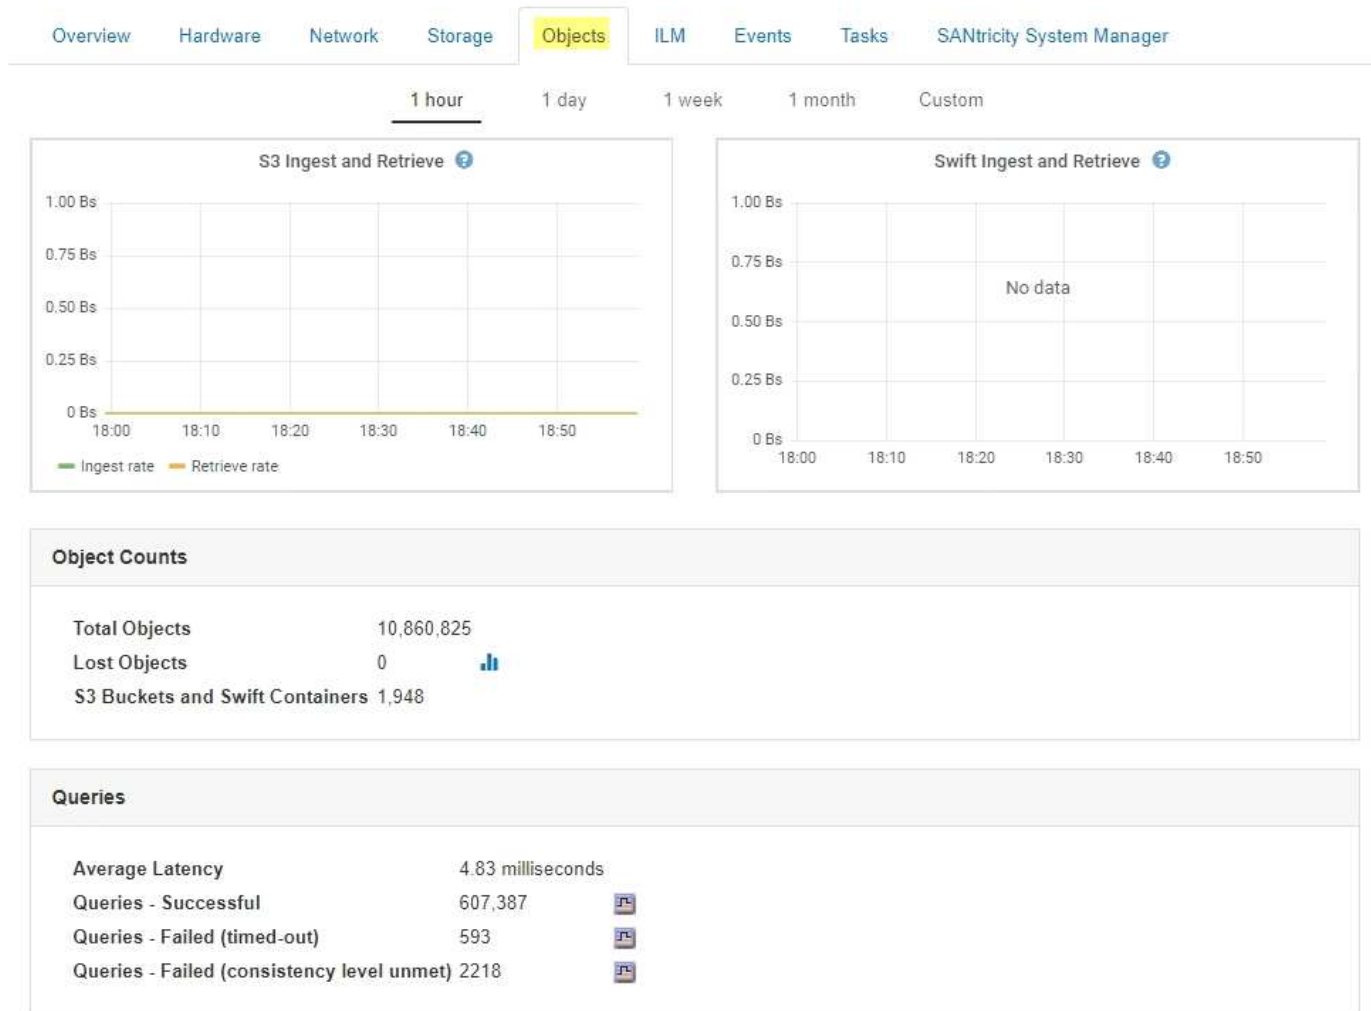 Overview Hardware Network Storage Objects ILM Events Tasks SANtricity System Manager
1 hour 1 day 1 week 1 month Custom
S3 Ingest and Retrieve
1.00 Bs
0.75 Bs
0.50 Bs
0.25 Bs
0 Bs
18:00 18:10 18:20 18:30 18:40 18:50
Ingest rate Retrieve rate
Swift Ingest and Retrieve
1.00 Bs
0.75 Bs
No data
0.50 Bs
0.25 Bs
0 Bs
18:00 18:10 18:20 18:30 18:40 18:50
Object Counts
Total Objects 10,860,825
Lost Objects 0
S3 Buckets and Swift Containers 1,948
Queries
Average Latency 4.83 milliseconds
Queries - Successful 607,387
Queries - Failed (timed-out) 593
Queries - Failed (consistency level unmet) 2218